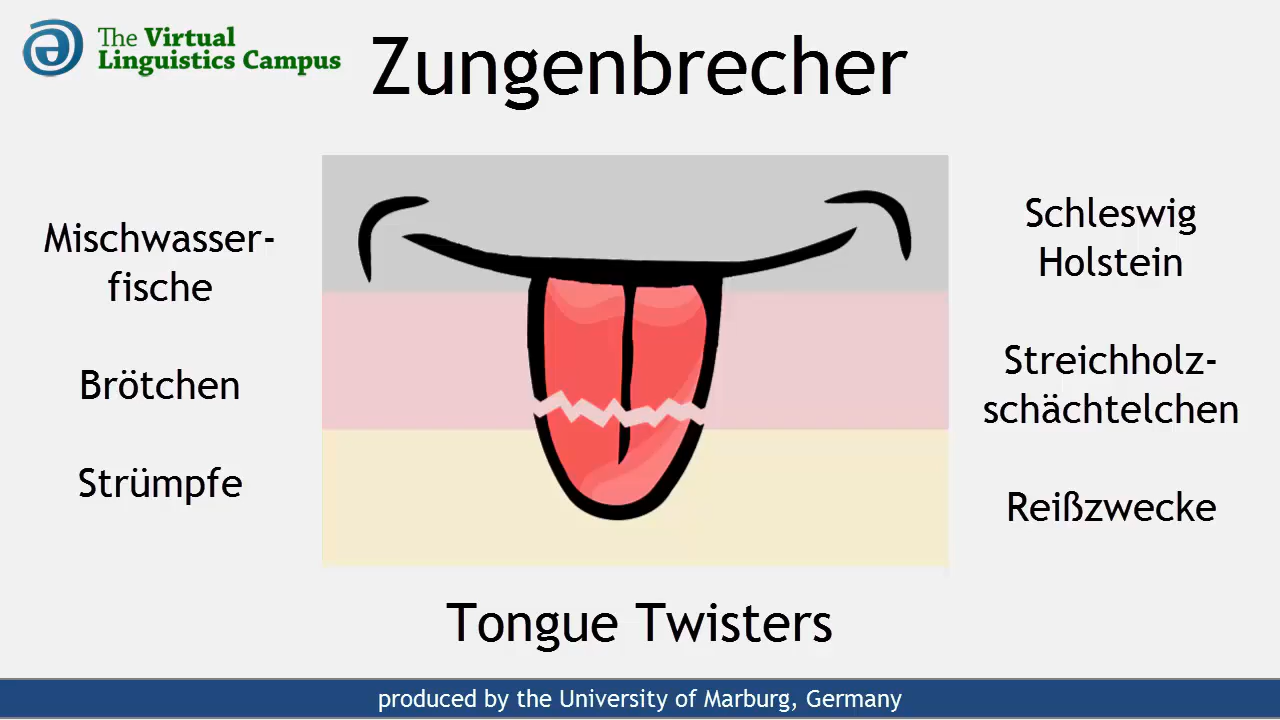 The Virtual
Linguistics Campus
Zungenbrecher
Mischwasser-
fische
Brötchen
Strümpfe
Schleswig
Holstein
Streichholz-
schächtelchen
Reißzwecke
Tongue Twisters
produced by the University of Marburg, Germany